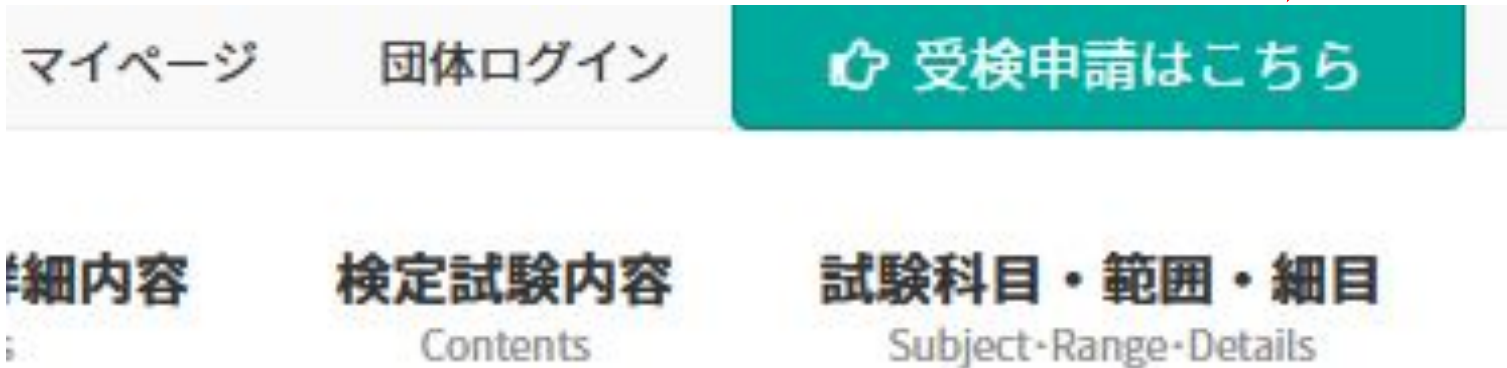 マイページ 団体ログイン 受検申請はこちら
細内容 検定試験内容 試験科目・範囲・細目
s Contents Subject・Range・Details